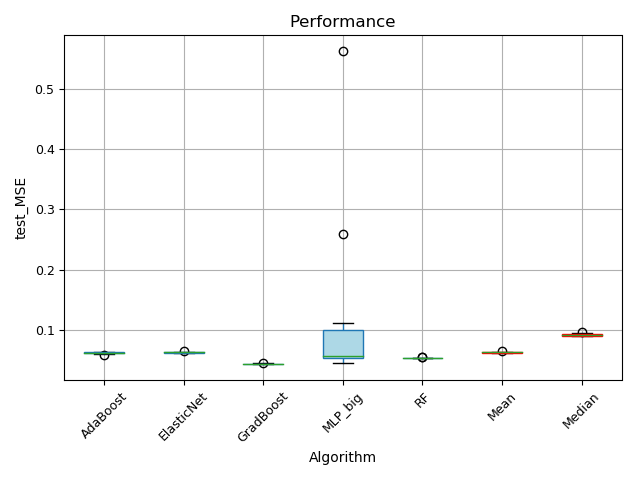 Performance
test_MSE
0.5
0.4
0.3
0.2
0.1
AdaBoost
ElasticNet
GradBoost
MLP_big
RF
Mean
Median
Algorithm